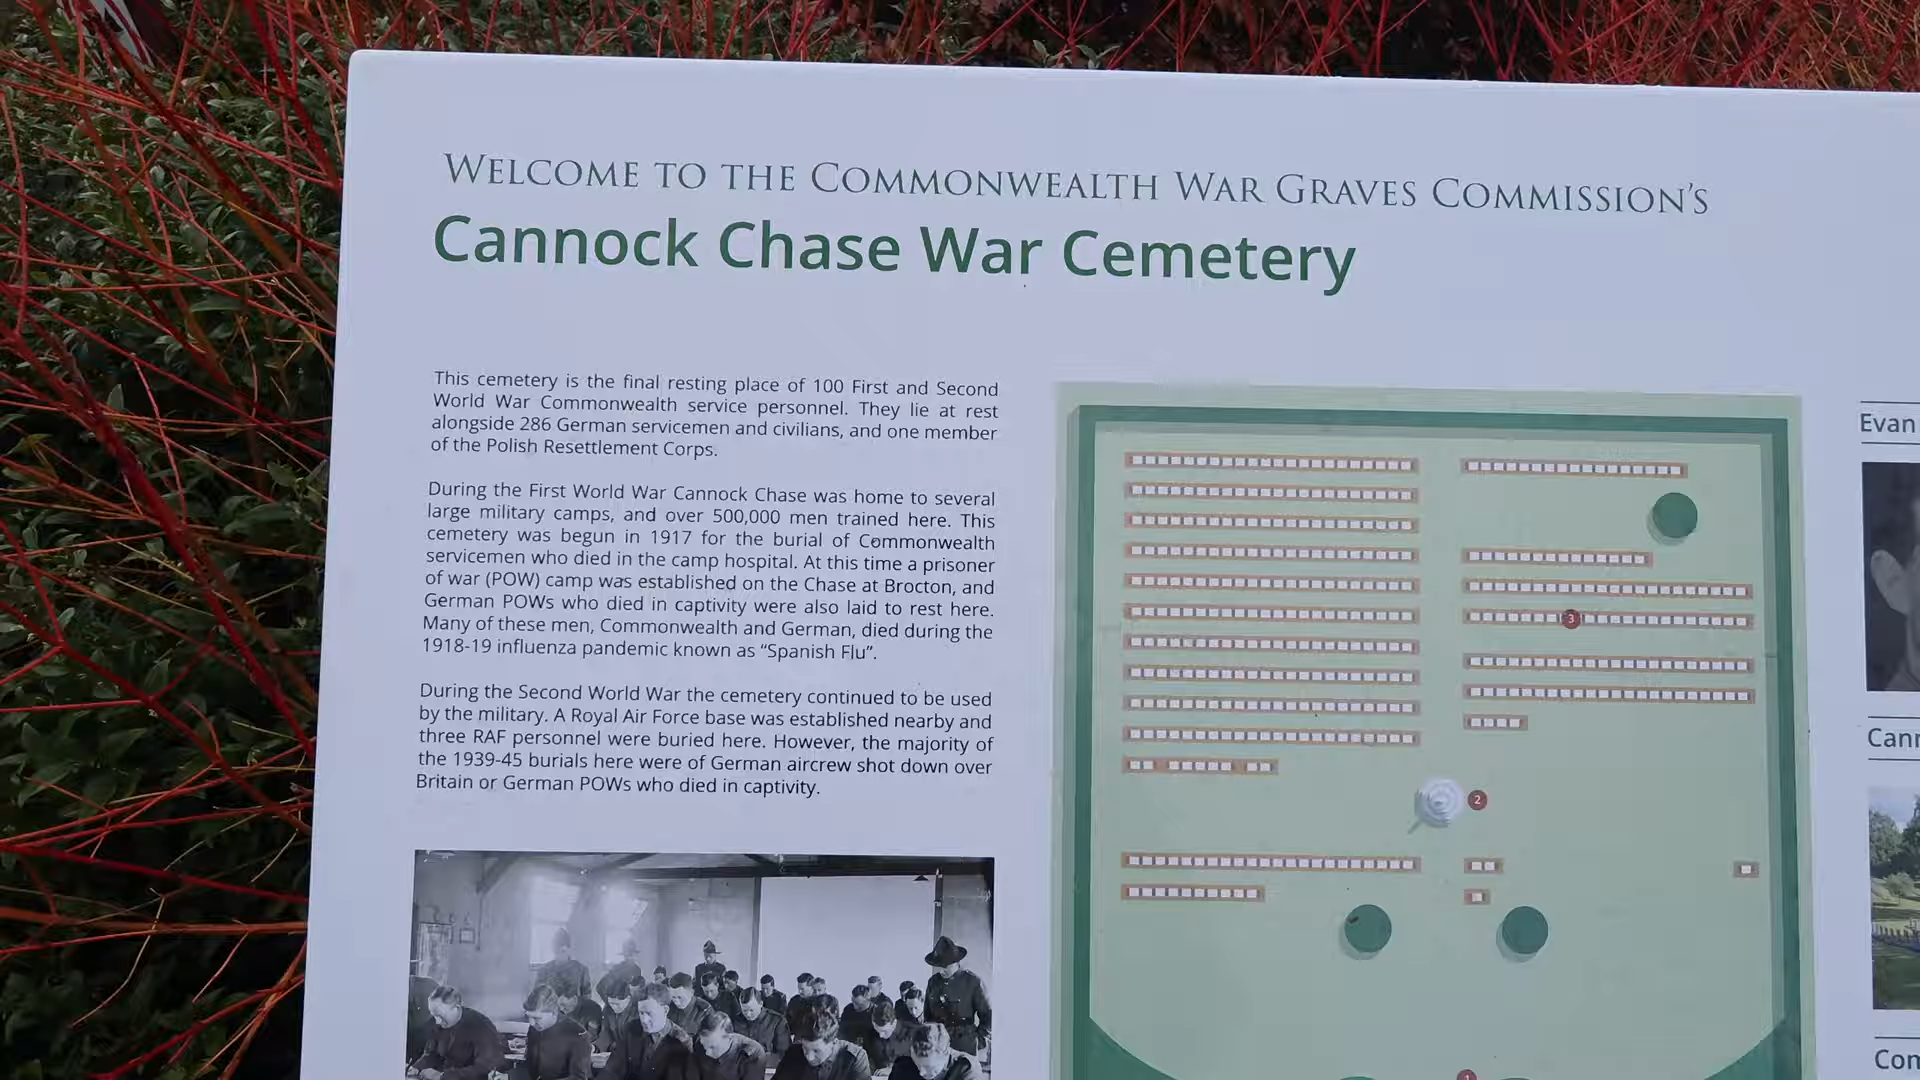 WELCOME TO THE COMMONWEALTH WAR GRAVES COMMISSION'S
Cannock Chase War Cemetery
This cemetery is the final resting place of 100 First and Second
World War Commonwealth service personnel. They lie at rest
alongside 286 German servicemen and civilians, and one member
of the Polish Resettlement Corps.
During the First World War Cannock Chase was home to several
large military camps, and over 500,000 men trained here. This
cemetery was begun in 1917 for the burial of Commonwealth
servicemen who died in the camp hospital. At this time a prisoner
of war (POW) camp was established on the Chase at Brocton, and
German POWs who died in captivity were also laid to rest here.
Many of these men, Commonwealth and German, died during the
1918-19 influenza pandemic known as “Spanish Flu”.
During the Second World War the cemetery continued to be used
by the military. A Royal Air Force base was established nearby and
three RAF personnel were buried here. However, the majority of
the 1939-45 burials here were of German aircrew shot down over
Britain or German POWs who died in captivity.
3
2
1
Evan
Cann
Com